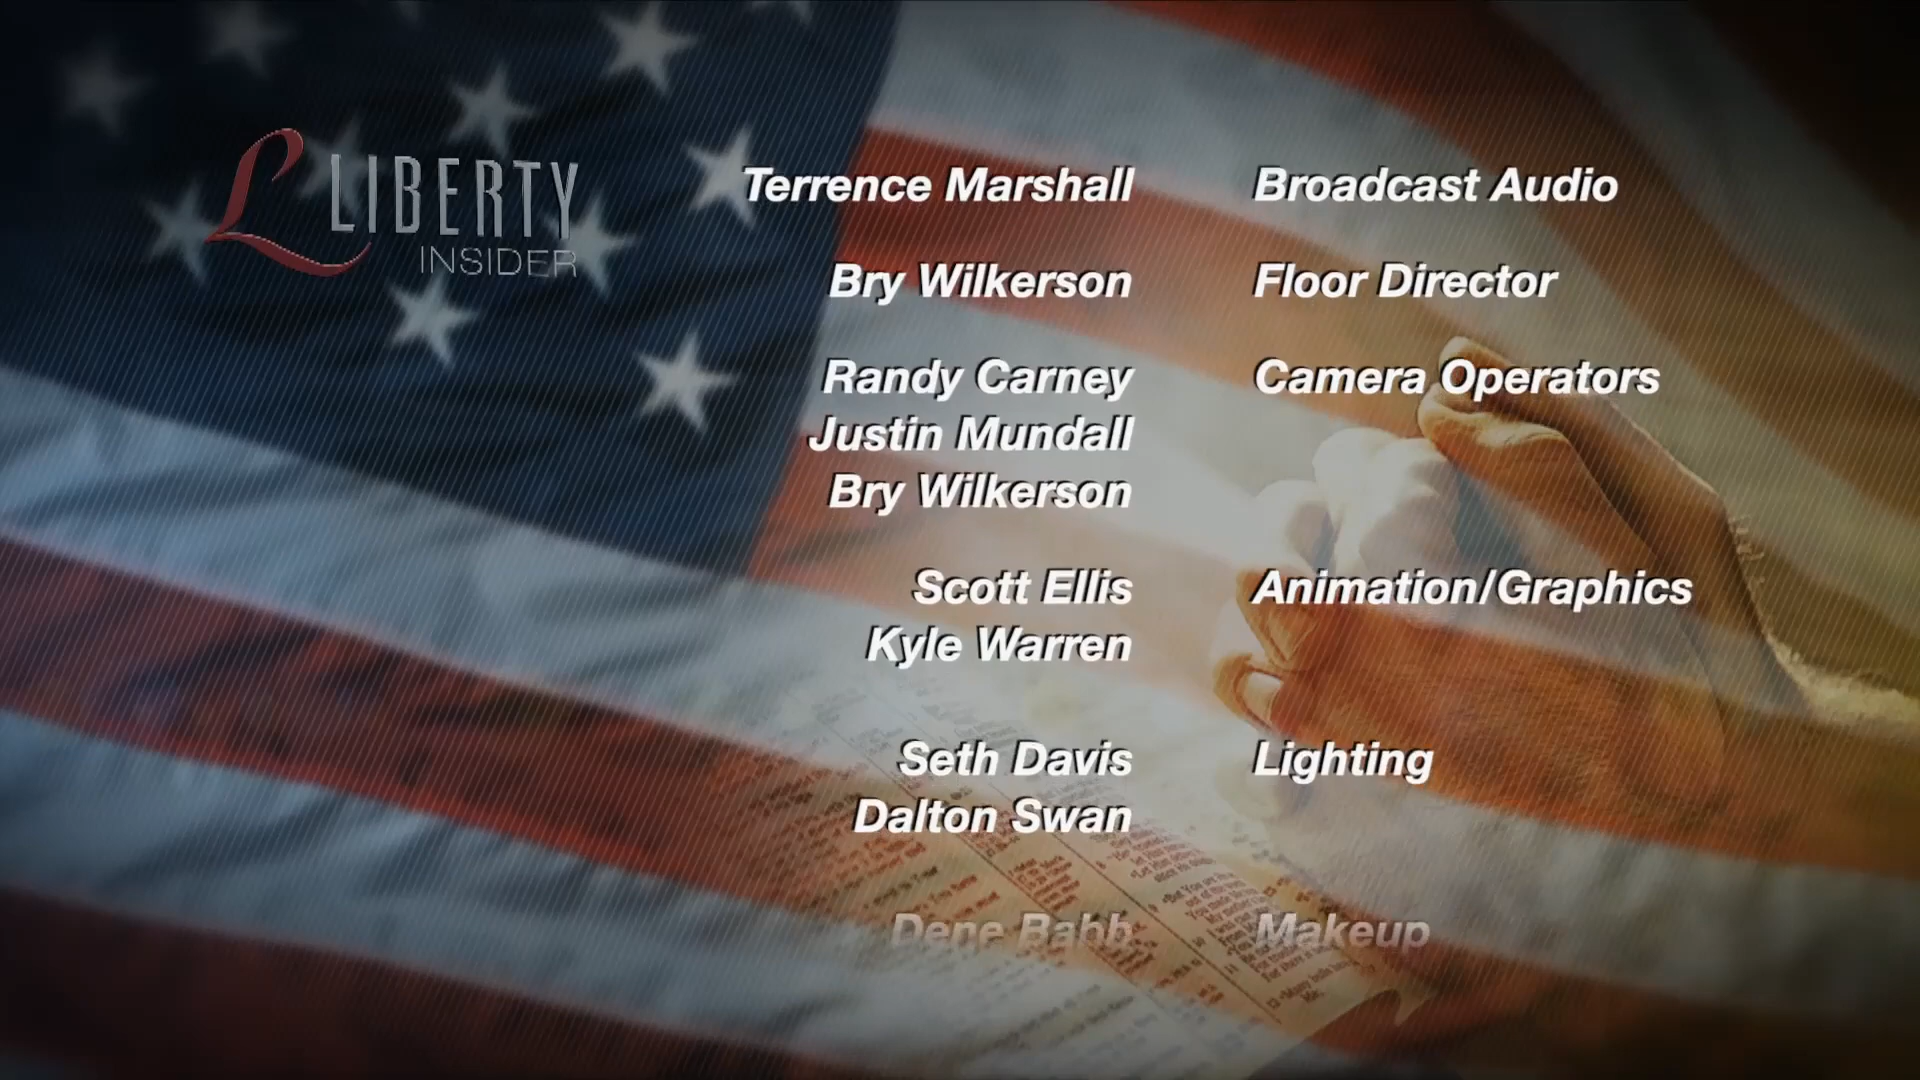 L LIBERTY
INSIDER
Terrence Marshall Broadcast Audio
Bry Wilkerson Floor Director
Randy Carney Camera Operators
Justin Mundall
Bry Wilkerson
Scott Ellis Animation/Graphics
Kyle Warren
Seth Davis Lighting
Dalton Swan
Dene Babb Makeup